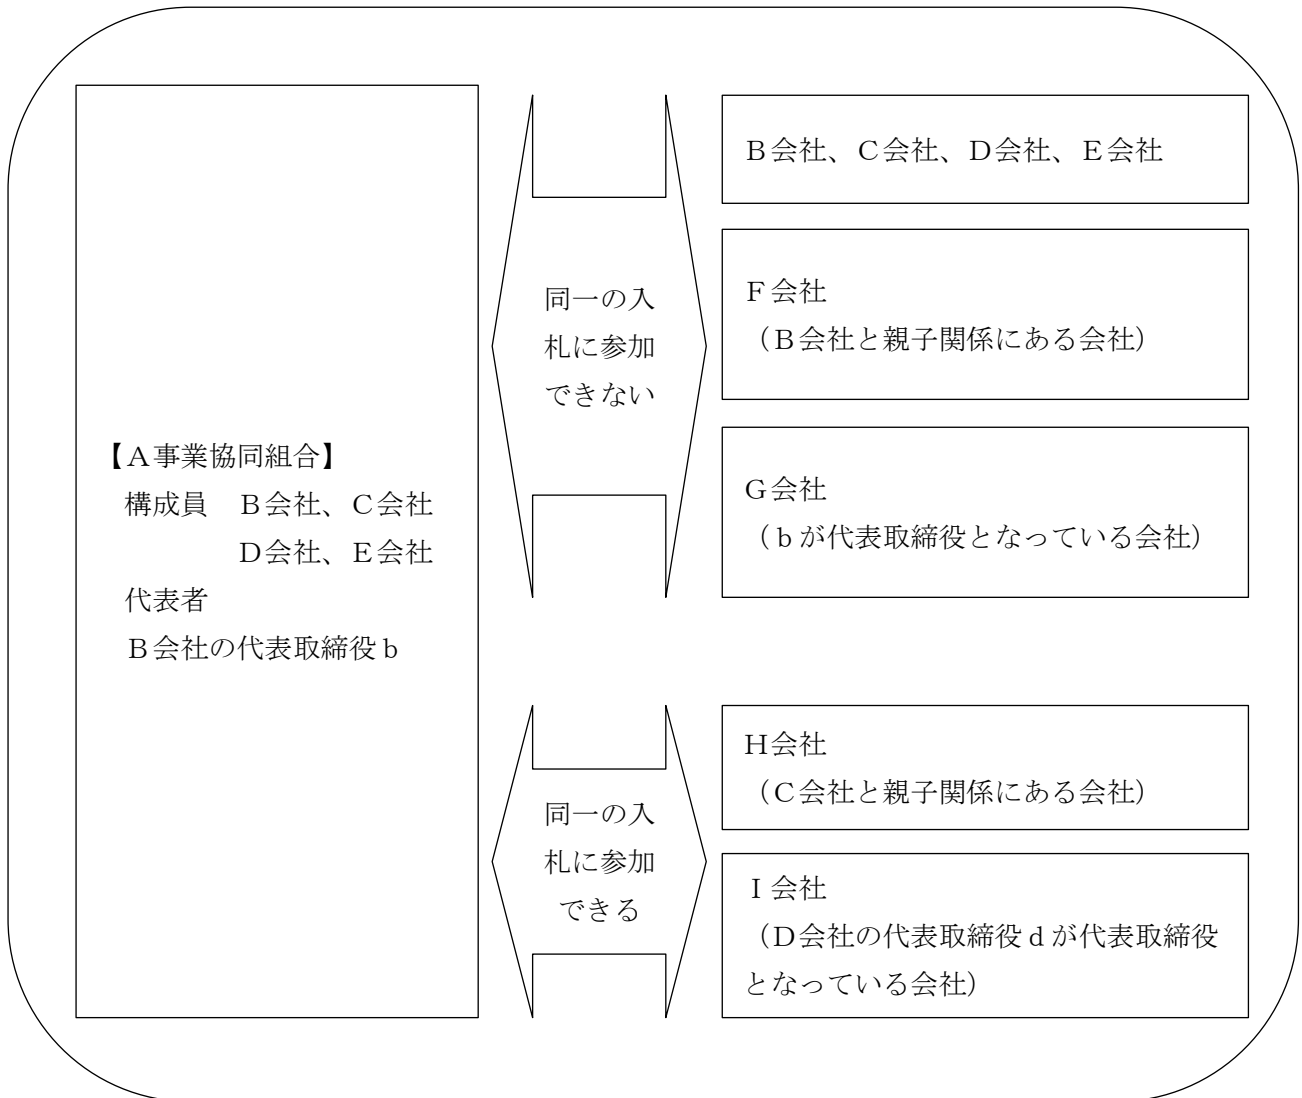 【Ａ事業協同組合】
構成員　Ｂ会社、Ｃ会社
Ｄ会社、Ｅ会社
代表者
Ｂ会社の代表取締役ｂ
同一の入
札に参加
できない
Ｂ会社、Ｃ会社、Ｄ会社、Ｅ会社
Ｆ会社
（Ｂ会社と親子関係にある会社）
Ｇ会社
（ｂが代表取締役となっている会社）
同一の入
札に参加
できる
Ｈ会社
（Ｃ会社と親子関係にある会社）
Ｉ会社
（Ｄ会社の代表取締役ｄが代表取締役
となっている会社）